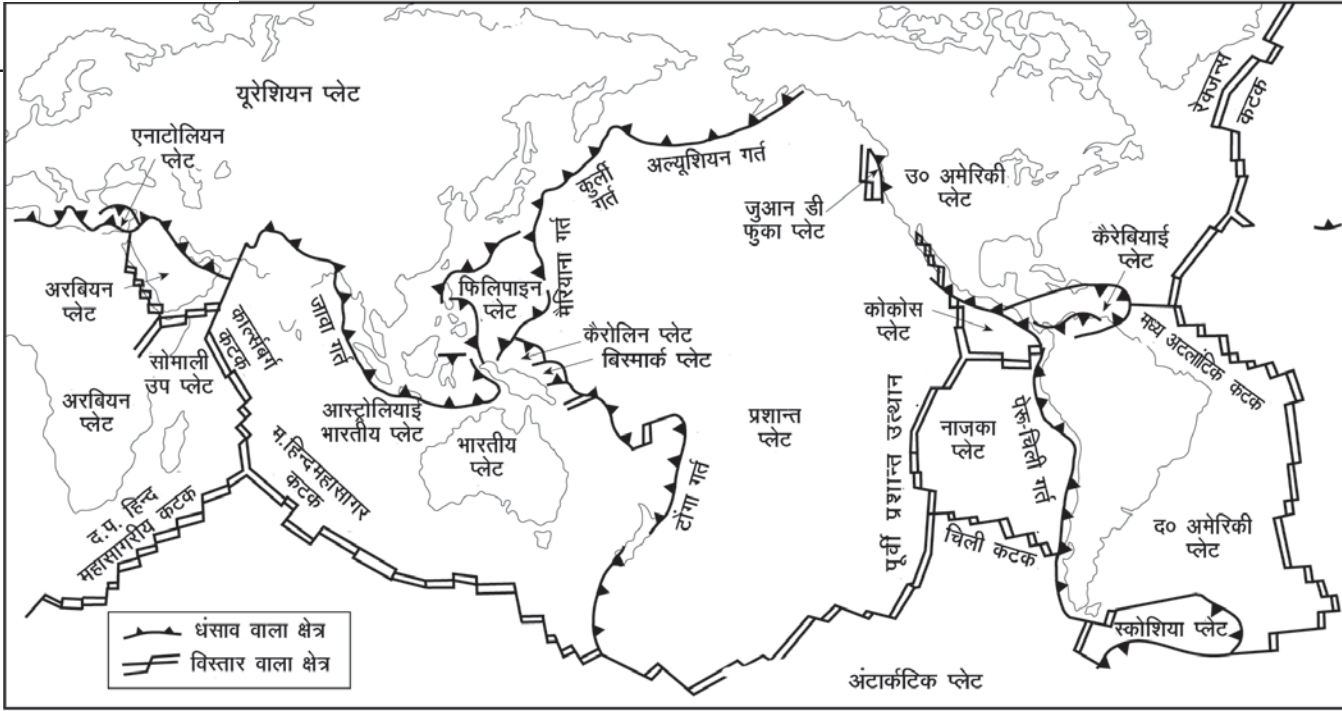 यूरेशियन प्लेट
एनाटोलियन
प्लेट
अरबियन
प्लेट
सोमाली
उप प्लेट
कार्ल्सबर्ग
कटक
अरबियन
प्लेट
द.प. हिन्द
महासागरीय कटक
म.हिन्दमहासागर
कटक
जावा गर्त
आस्ट्रोलियाई
भारतीय प्लेट
भारतीय
प्लेट
फिलिपाइन
प्लेट
मैरियाना गर्त
कुर्ली
गर्त
अल्यूशियन गर्त
कैरोलिन प्लेट
बिस्मार्क प्लेट
टोंगा गर्त
प्रशान्त
प्लेट
जुआन डी
फुका प्लेट
उ० अमेरिकी
प्लेट
कैरेबियाई
प्लेट
कोकोस
प्लेट
रेक्जन्स
कटक
मध्य अटलांटिक कटक
पूर्वी प्रशान्त उत्थान
नाजका
प्लेट
पेरू-चिली गर्त
चिली कटक
द० अमेरिकी
प्लेट
स्कोशिया प्लेट
अंटार्कटिक प्लेट
धंसाव वाला क्षेत्र
विस्तार वाला क्षेत्र